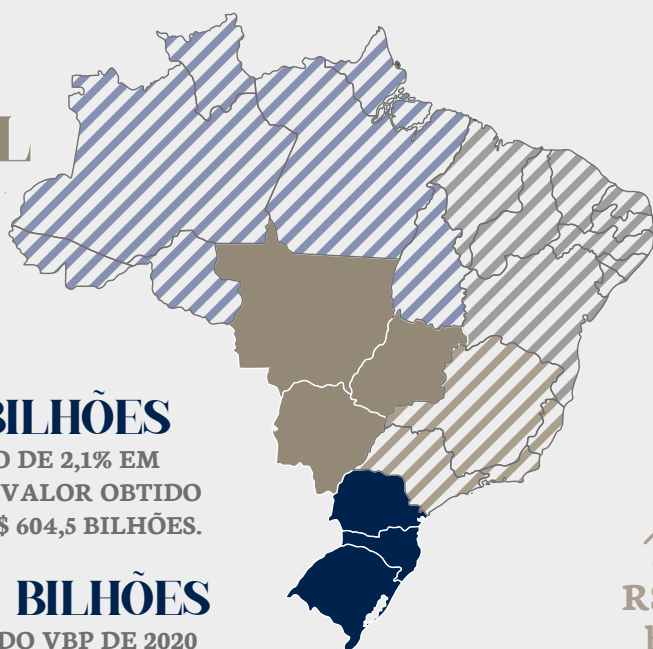 L
BILHÕES
O DE 2,1% EM
VALOR OBTIDO
$ 604,5 BILHÕES.
BILHÕES
DO VBP DE 2020
R$